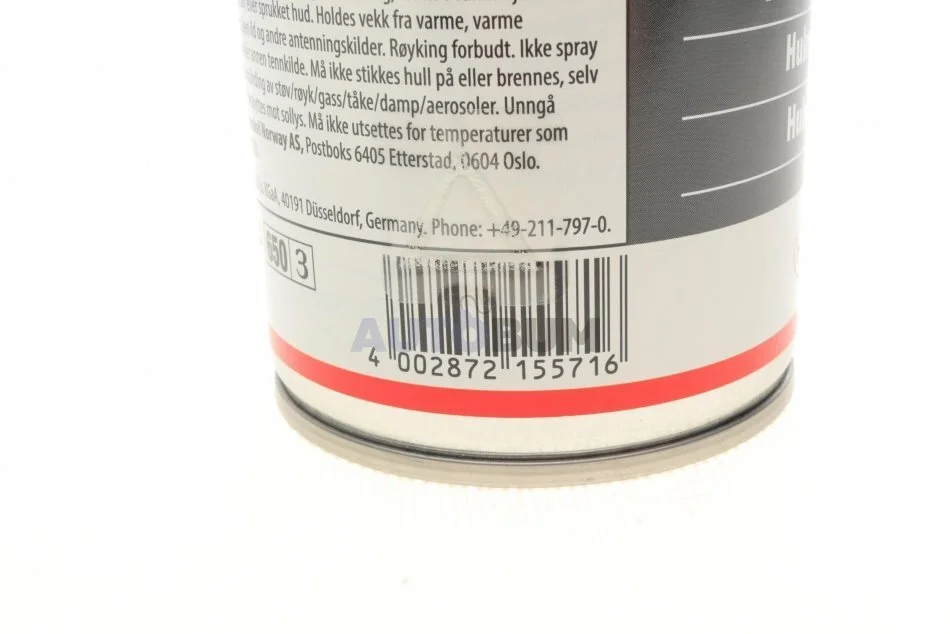 sprukket hud. Holdes vekk fra varme, varme
og andre antenningskilder. Røyking forbudt. Ikke spray
tennkilde. Må ikke stikkes hull på eller brennes, selv
av støv/røyk/gass/tåke/damp/aerosoler. Unngå
mot sollys. Må ikke utsettes for temperaturer som
Norway AS, Postboks 6405 Etterstad, 0604 Oslo.
KGaA, 40191 Düsseldorf, Germany. Phone: +49-211-797-0.
650 3
AUTOBUM
4 002872 155716